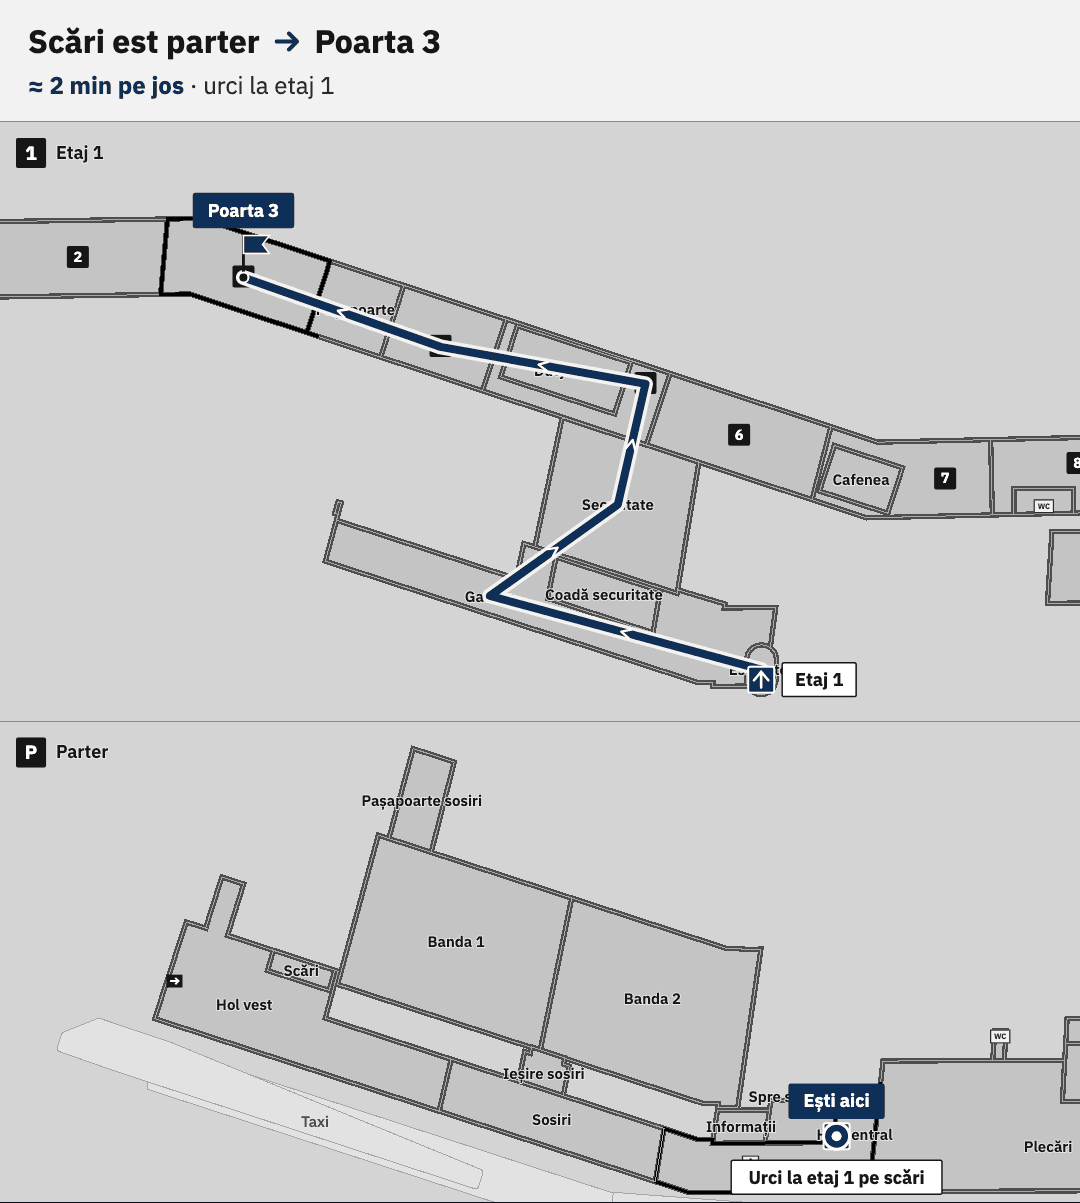 Scări est parter → Poarta 3
≈ 2 min pe jos · urci la etaj 1
1 Etaj 1
Poarta 3
2
6
Cafenea
7
8
WC
Securitate
Coadă securitate
Etaj 1
P Parter
Pașapoarte sosiri
Banda 1
Scări
Banda 2
Hol vest
WC
Ieșire sosiri
Ești aici
Informații
Taxi
Sosiri
Plecări
Urci la etaj 1 pe scări